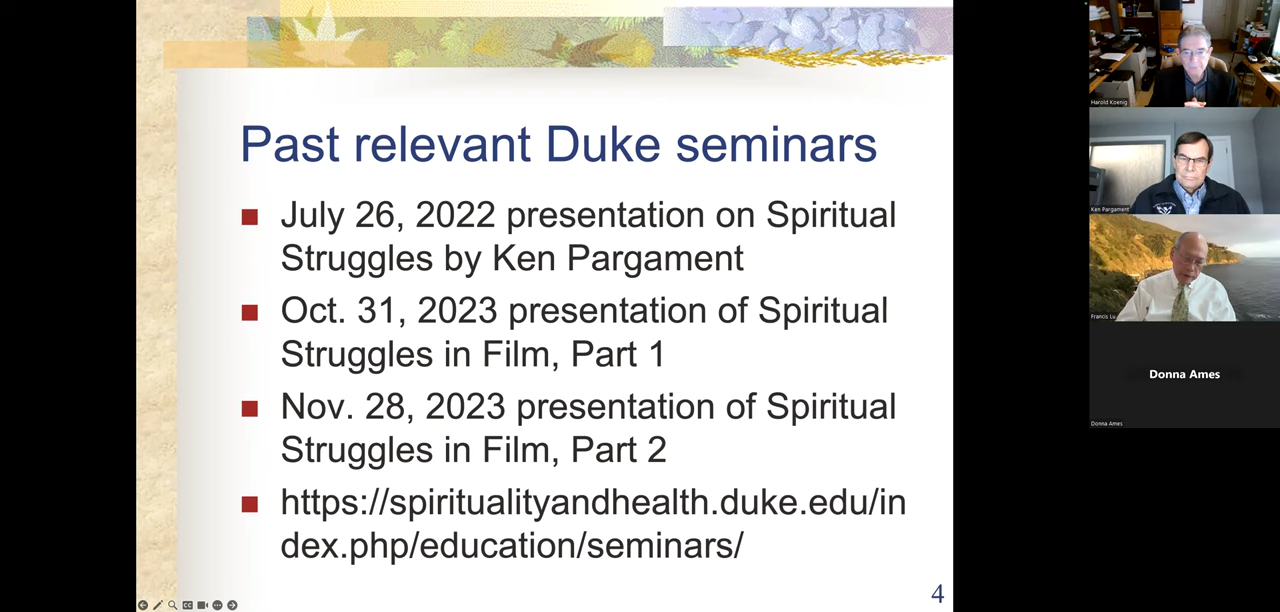 Past relevant Duke seminars
July 26, 2022 presentation on Spiritual
Struggles by Ken Pargament
Oct. 31, 2023 presentation of Spiritual
Struggles in Film, Part 1
Nov. 28, 2023 presentation of Spiritual
Struggles in Film, Part 2
https://spiritualityandhealth.duke.edu/in
dex.php/education/seminars/
4
Harold Koenig
Ken Pargament
Francis Lu
Donna Ames
Donna Ames